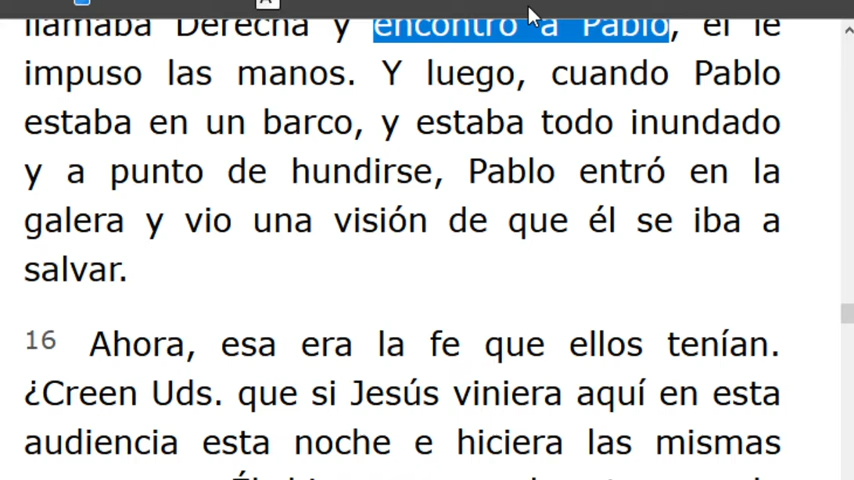 llamaba Derecha y encontró a Pablo, él le
impuso las manos. Y luego, cuando Pablo
estaba en un barco, y estaba todo inundado
y a punto de hundirse, Pablo entró en la
galera y vio una visión de que él se iba a
salvar.
16 Ahora, esa era la fe que ellos tenían.
¿Creen Uds. que si Jesús viniera aquí en esta
audiencia esta noche e hiciera las mismas